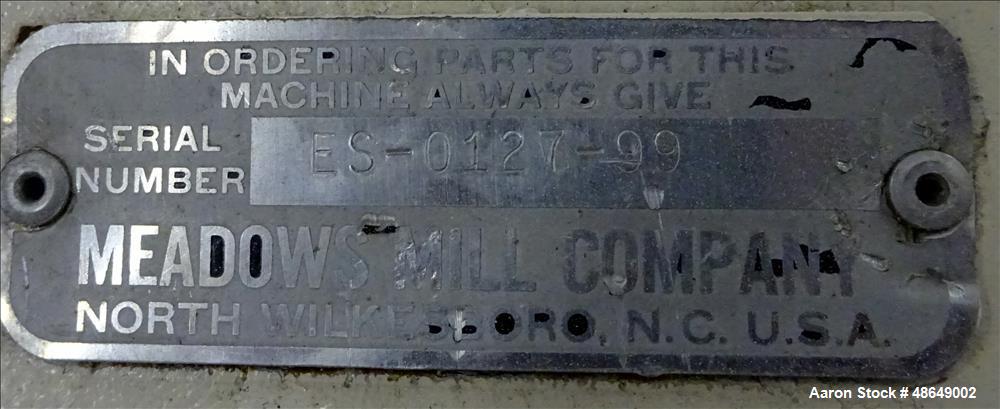 IN ORDERING PARTS FOR THIS
MACHINE ALWAYS GIVE
SERIAL NUMBER ES-0127-99
MEADOWS MILL COMPANY
NORTH WILKESBORO, N.C. U.S.A.
Aaron Stock # 48649002